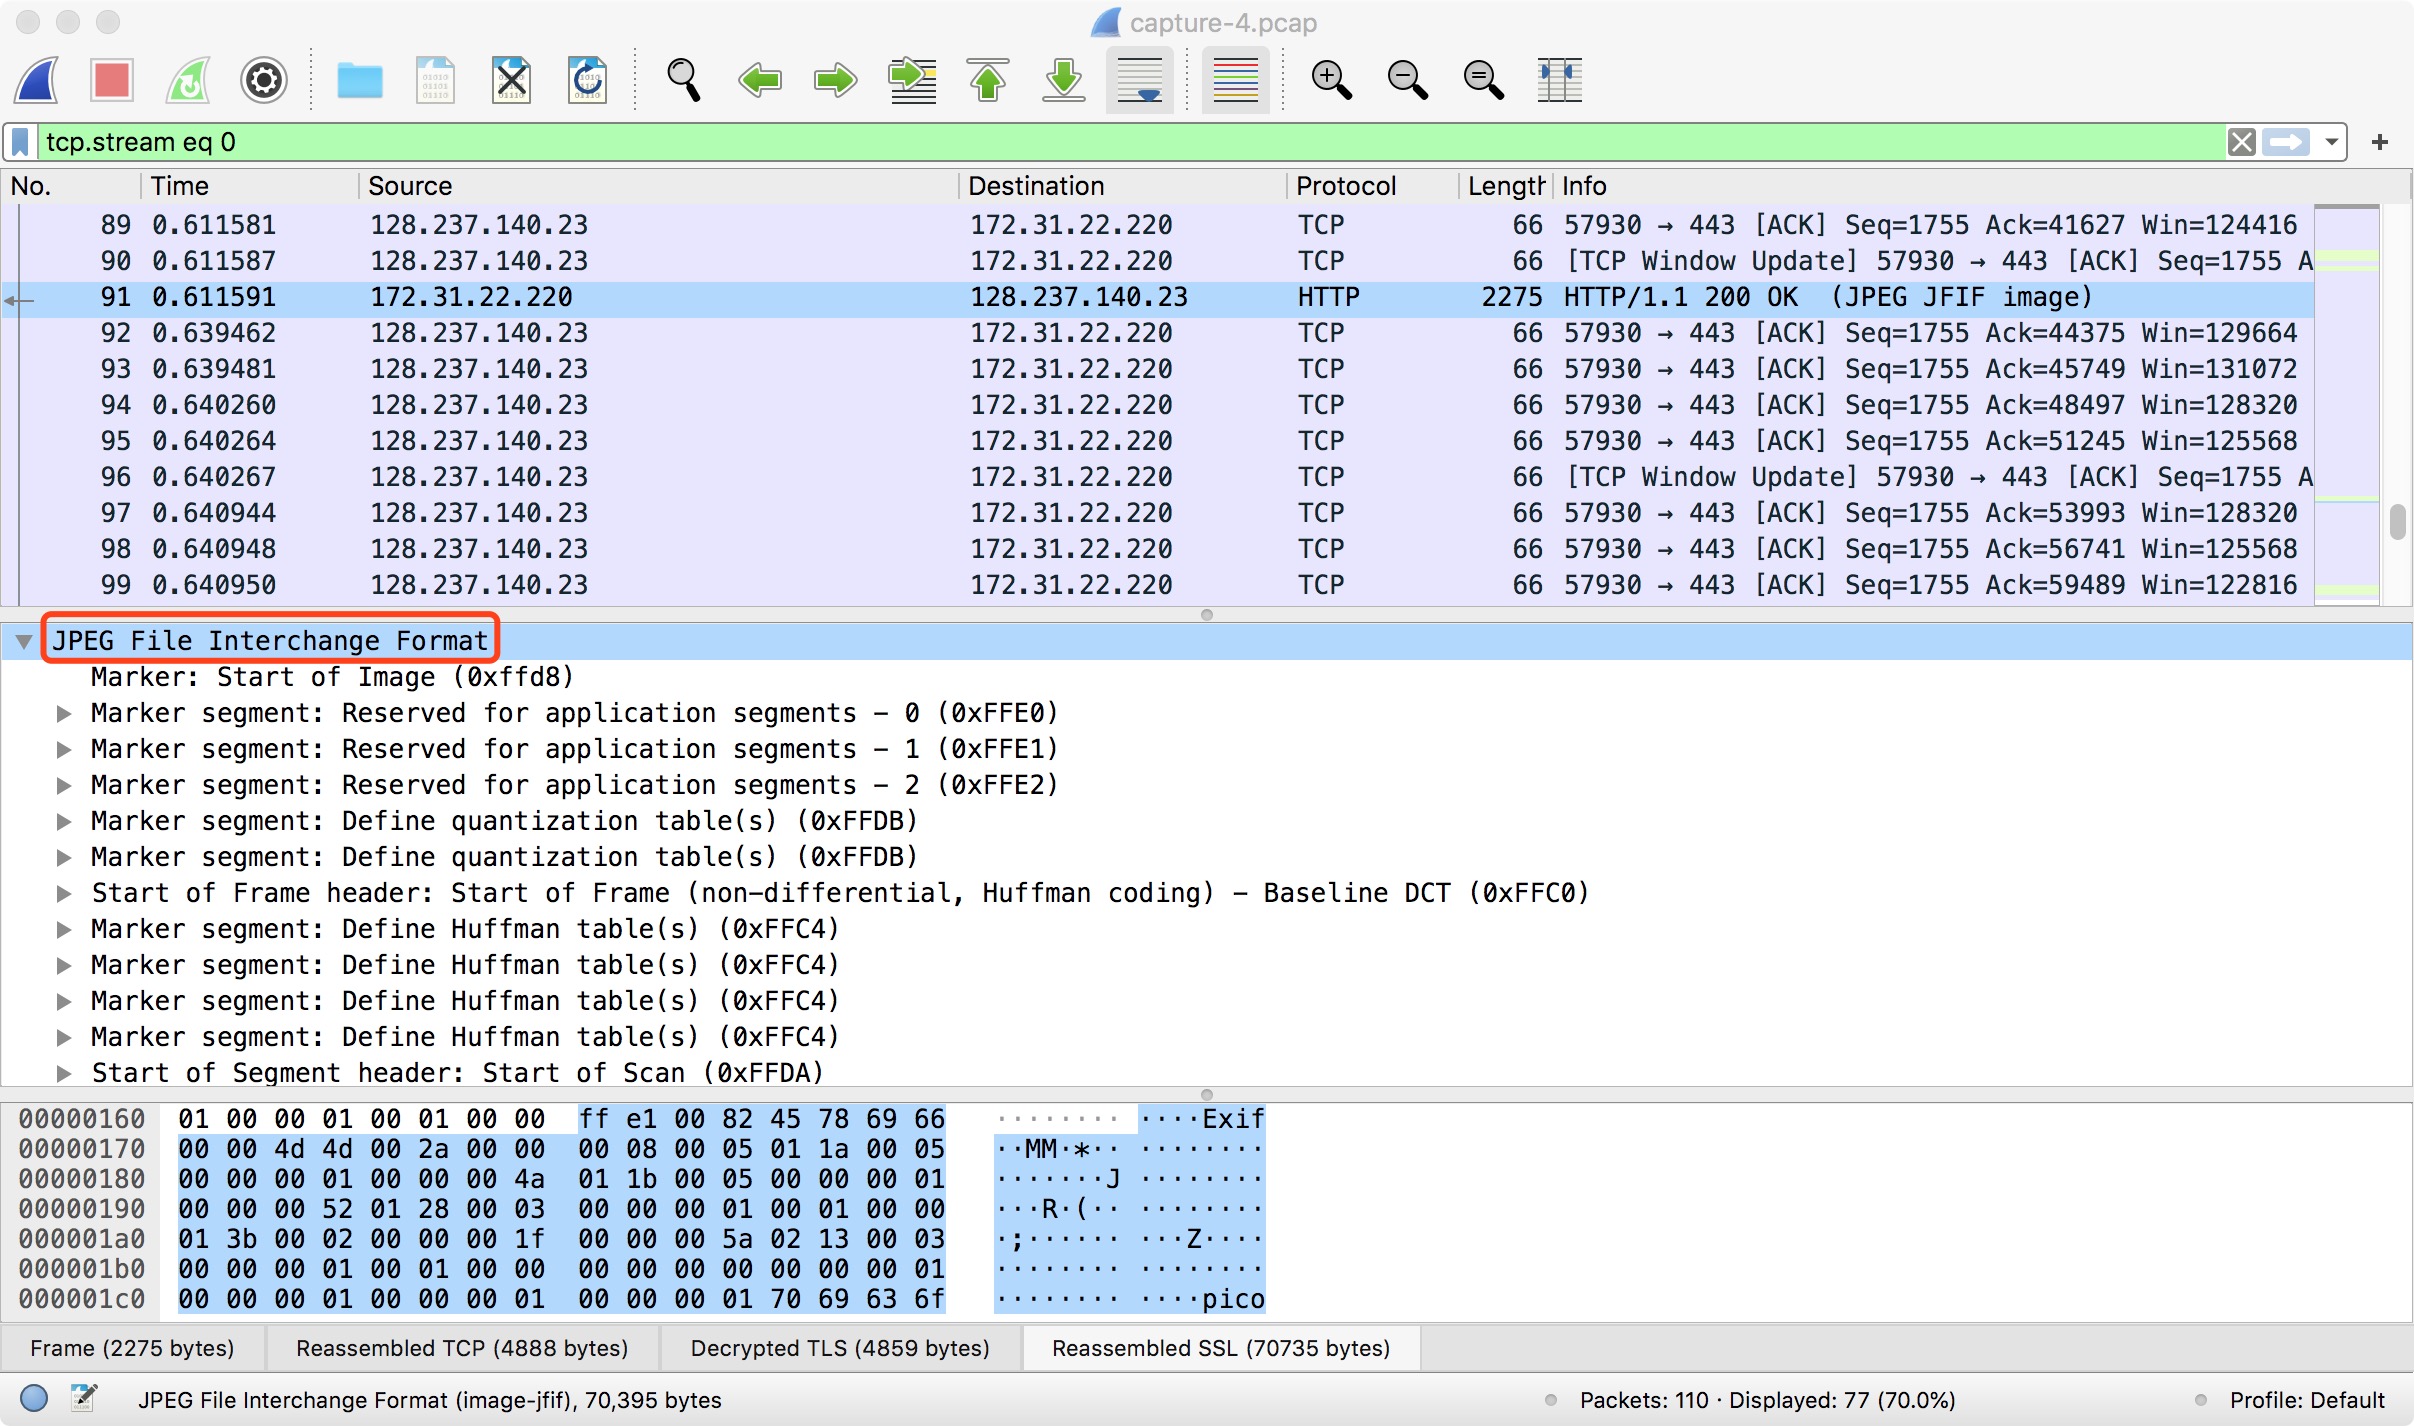 capture-4.pcap
tcp.stream eq 0
+
No. Time Source Destination Protocol Length Info
89 0.611581 128.237.140.23 172.31.22.220 TCP 66 57930 → 443 [ACK] Seq=1755 Ack=41627 Win=124416
90 0.611587 128.237.140.23 172.31.22.220 TCP 66 [TCP Window Update] 57930 → 443 [ACK] Seq=1755 A
91 0.611591 172.31.22.220 128.237.140.23 HTTP 2275 HTTP/1.1 200 OK (JPEG JFIF image)
92 0.639462 128.237.140.23 172.31.22.220 TCP 66 57930 → 443 [ACK] Seq=1755 Ack=44375 Win=129664
93 0.639481 128.237.140.23 172.31.22.220 TCP 66 57930 → 443 [ACK] Seq=1755 Ack=45749 Win=131072
94 0.640260 128.237.140.23 172.31.22.220 TCP 66 57930 → 443 [ACK] Seq=1755 Ack=48497 Win=128320
95 0.640264 128.237.140.23 172.31.22.220 TCP 66 57930 → 443 [ACK] Seq=1755 Ack=51245 Win=125568
96 0.640267 128.237.140.23 172.31.22.220 TCP 66 [TCP Window Update] 57930 → 443 [ACK] Seq=1755 A
97 0.640944 128.237.140.23 172.31.22.220 TCP 66 57930 → 443 [ACK] Seq=1755 Ack=53993 Win=128320
98 0.640948 128.237.140.23 172.31.22.220 TCP 66 57930 → 443 [ACK] Seq=1755 Ack=56741 Win=125568
99 0.640950 128.237.140.23 172.31.22.220 TCP 66 57930 → 443 [ACK] Seq=1755 Ack=59489 Win=122816
JPEG File Interchange Format
Marker: Start of Image (0xffd8)
Marker segment: Reserved for application segments – 0 (0xFFE0)
Marker segment: Reserved for application segments – 1 (0xFFE1)
Marker segment: Reserved for application segments – 2 (0xFFE2)
Marker segment: Define quantization table(s) (0xFFDB)
Marker segment: Define quantization table(s) (0xFFDB)
Start of Frame header: Start of Frame (non-differential, Huffman coding) – Baseline DCT (0xFFC0)
Marker segment: Define Huffman table(s) (0xFFC4)
Marker segment: Define Huffman table(s) (0xFFC4)
Marker segment: Define Huffman table(s) (0xFFC4)
Marker segment: Define Huffman table(s) (0xFFC4)
Start of Segment header: Start of Scan (0xFFDA)
00000160 01 00 00 01 00 01 00 00 ff e1 00 82 45 78 69 66 ········ ····Exif
00000170 00 00 4d 4d 00 2a 00 00 00 08 00 05 01 1a 00 05 ··MM·*·· ········
00000180 00 00 00 01 00 00 00 4a 01 1b 00 05 00 00 00 01 ·······J ········
00000190 00 00 00 52 01 28 00 03 00 00 00 01 00 01 00 00 ···R·(·· ········
000001a0 01 3b 00 02 00 00 00 1f 00 00 00 5a 02 13 00 03 ·;······ ···Z····
000001b0 00 00 00 01 00 01 00 00 00 00 00 00 00 00 00 01 ········ ········
000001c0 00 00 00 01 00 00 00 01 00 00 00 01 70 69 63 6f ········ ····pico
Frame (2275 bytes) Reassembled TCP (4888 bytes) Decrypted TLS (4859 bytes) Reassembled SSL (70735 bytes)
JPEG File Interchange Format (image-jfif), 70,395 bytes Packets: 110 · Displayed: 77 (70.0%) Profile: Default